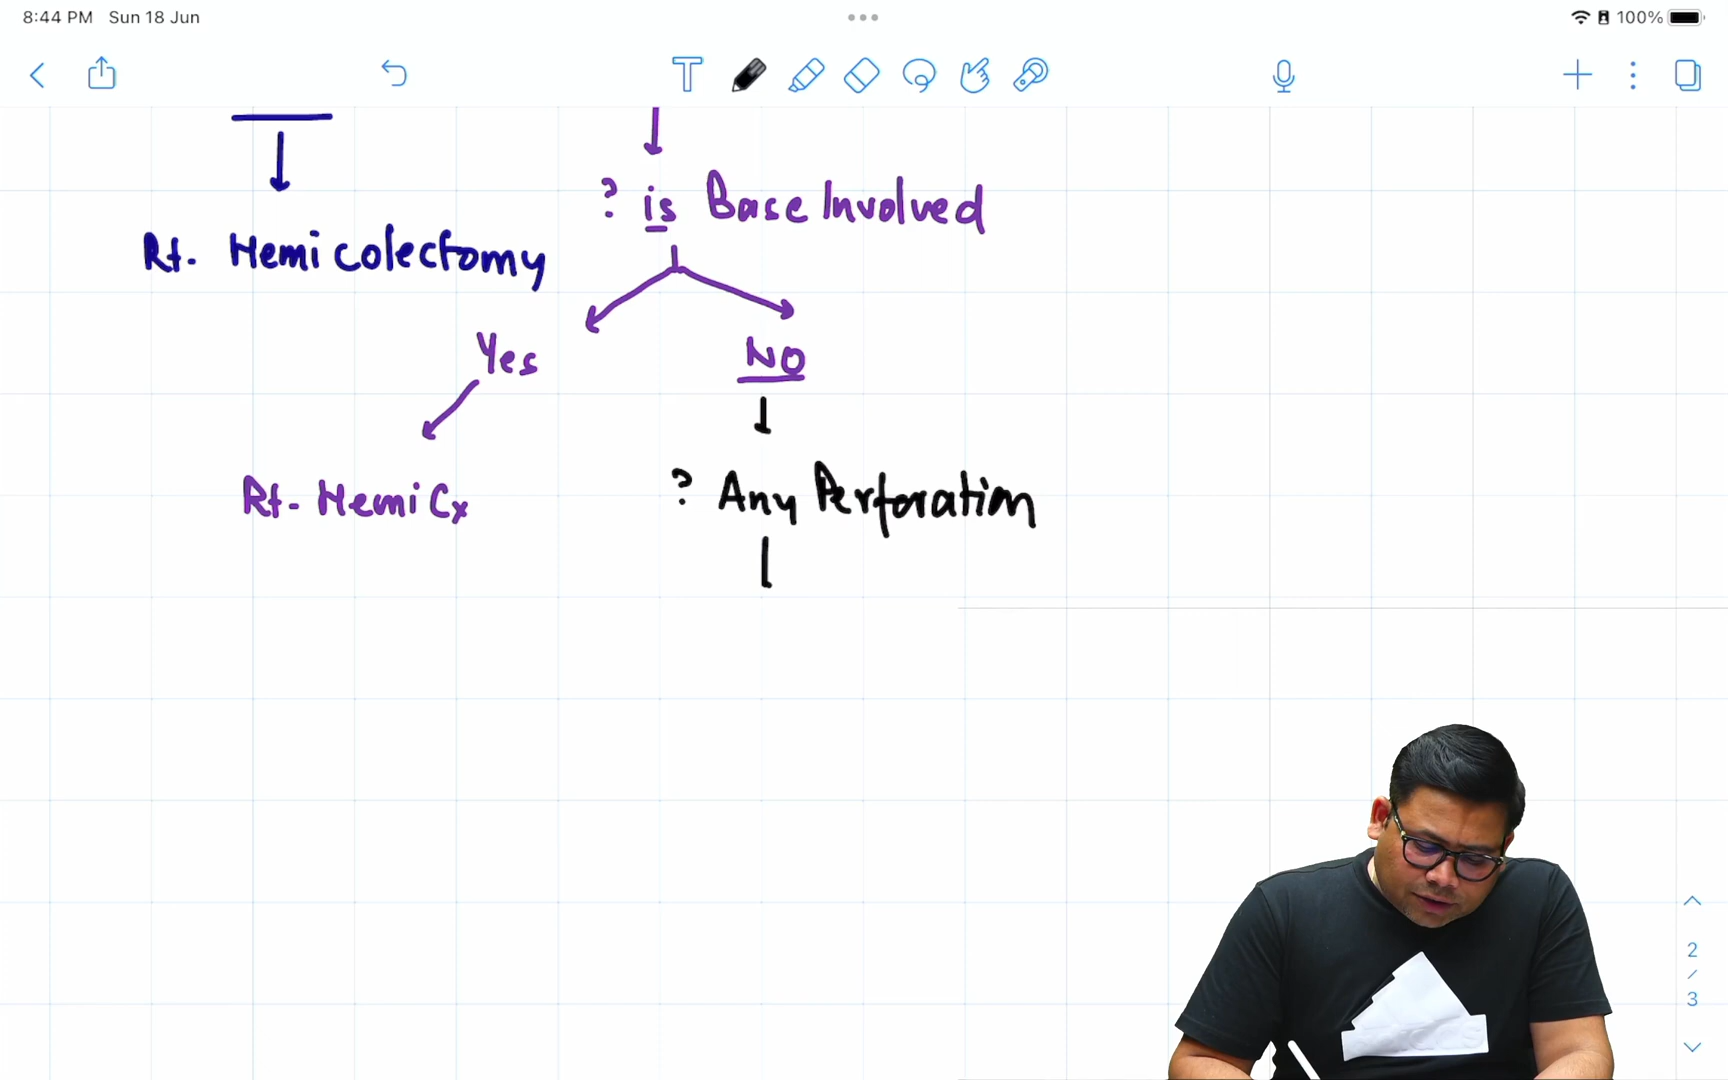 8:44 PM Sun 18 Jun
100%
T
? is Base Involved
Rt. Hemicolectomy
Yes
NO
Rt. Hemi Cx
? Any Perforation
2
/
3